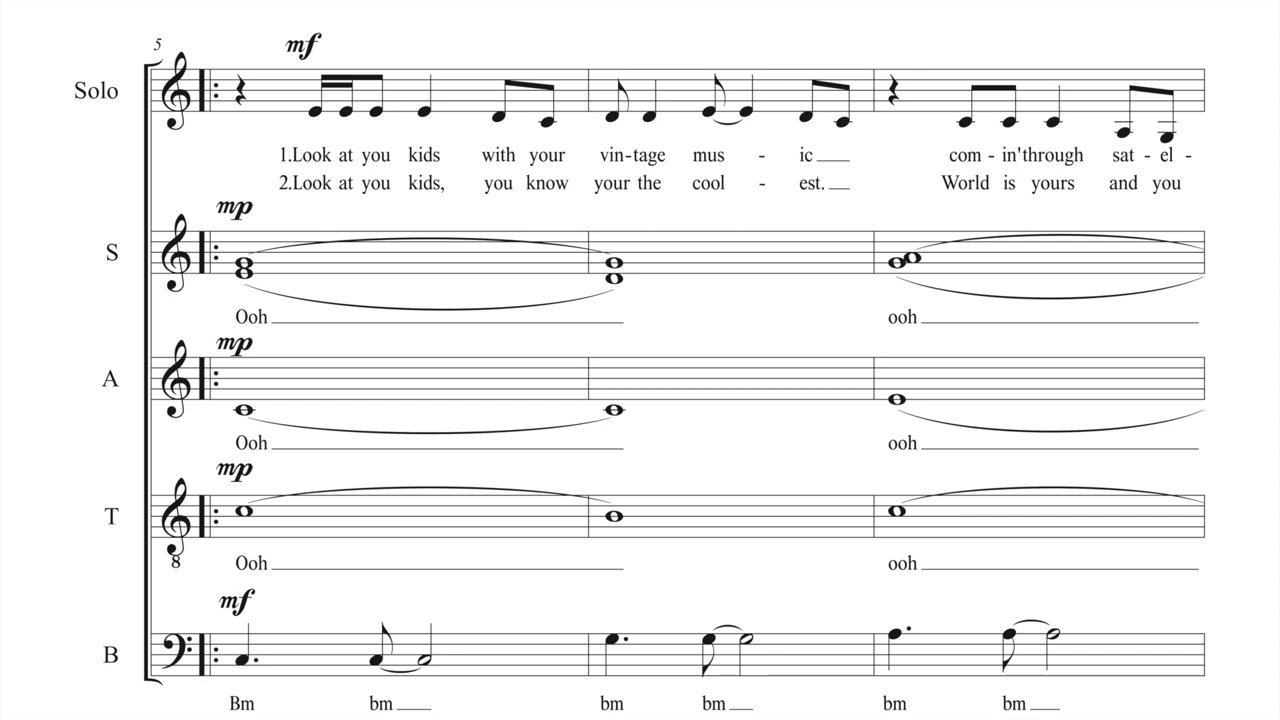 5
mf
Solo
1.Look at you kids with your vin-tage mus - ic com - in'through sat - el -
2.Look at you kids, you know your the cool - est. World is yours and you
mp
S
Ooh ooh
mp
A
Ooh ooh
mp
T
8
Ooh ooh
mf
B
Bm bm bm bm bm bm